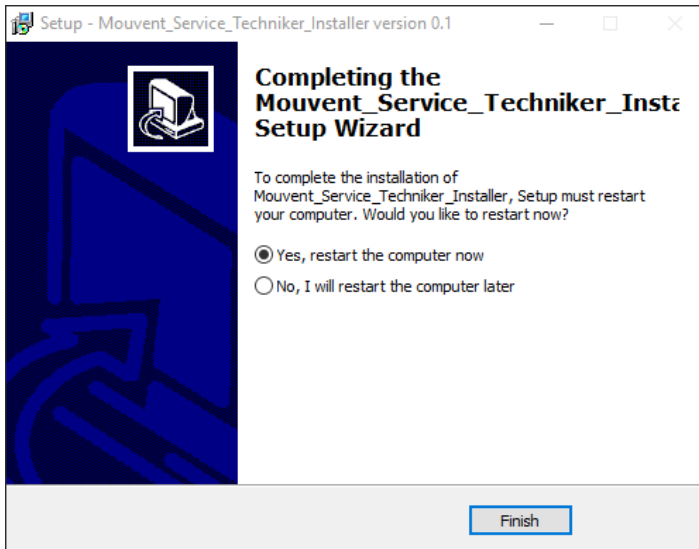 Setup - Mouvent_Service_Techniker_Installer version 0.1
Completing the
Mouvent_Service_Techniker_Insta
Setup Wizard
To complete the installation of
Mouvent_Service_Techniker_Installer, Setup must restart
your computer. Would you like to restart now?
Yes, restart the computer now
No, I will restart the computer later
Finish